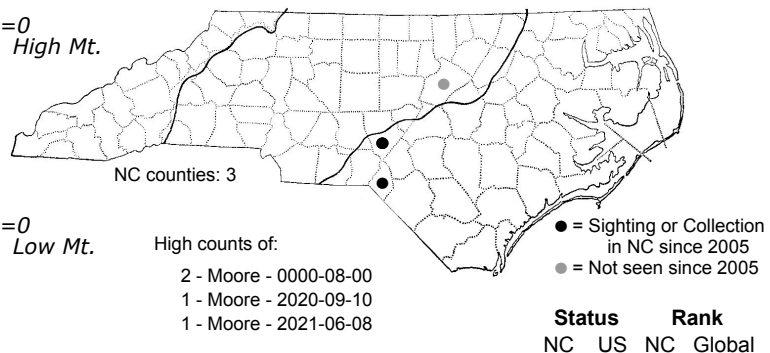 =0
High Mt.
NC counties: 3
=0
Low Mt.
High counts of:
2 - Moore - 0000-08-00
1 - Moore - 2020-09-10
1 - Moore - 2021-06-08
● = Sighting or Collection
in NC since 2005
● = Not seen since 2005
Status Rank
NC US NC Global